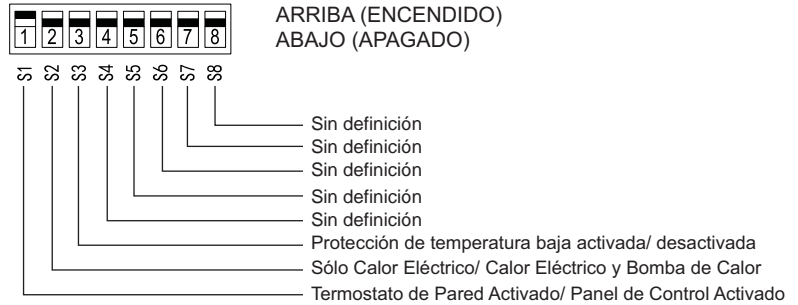 ARRIBA (ENCENDIDO)
ABAJO (APAGADO)
1 2 3 4 5 6 7 8
S1 S2 S3 S4 S5 S6 S7 S8
Sin definición
Sin definición
Sin definición
Sin definición
Sin definición
Protección de temperatura baja activada/ desactivada
Sólo Calor Eléctrico/ Calor Eléctrico y Bomba de Calor
Termostato de Pared Activado/ Panel de Control Activado